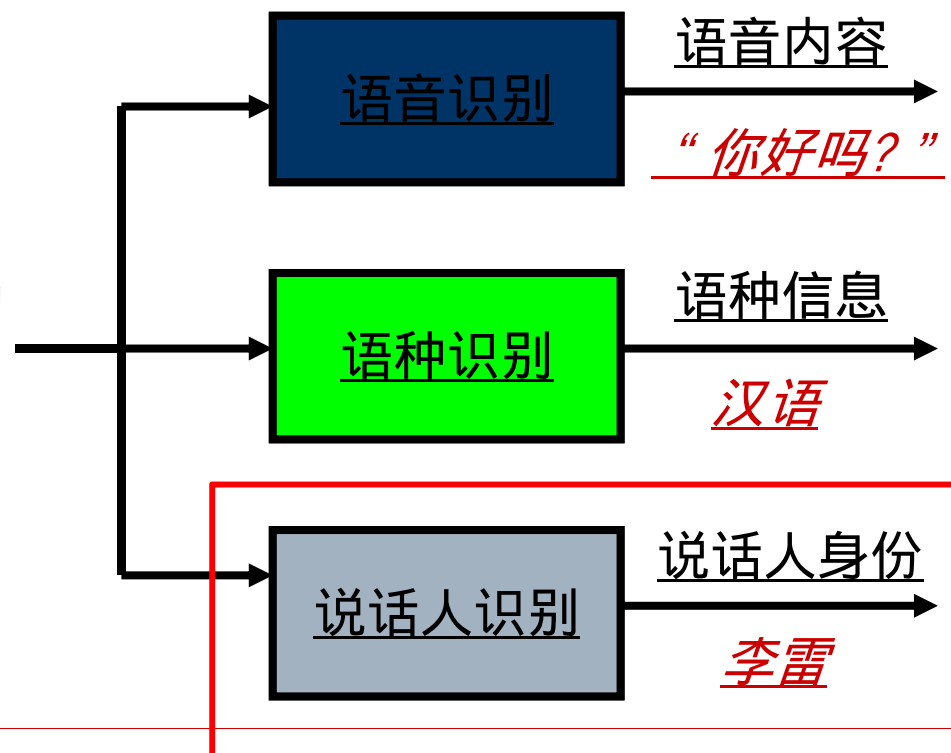 语音内容
语音识别
“你好吗？”
语种信息
语种识别
汉语
说话人身份
说话人识别
李雷